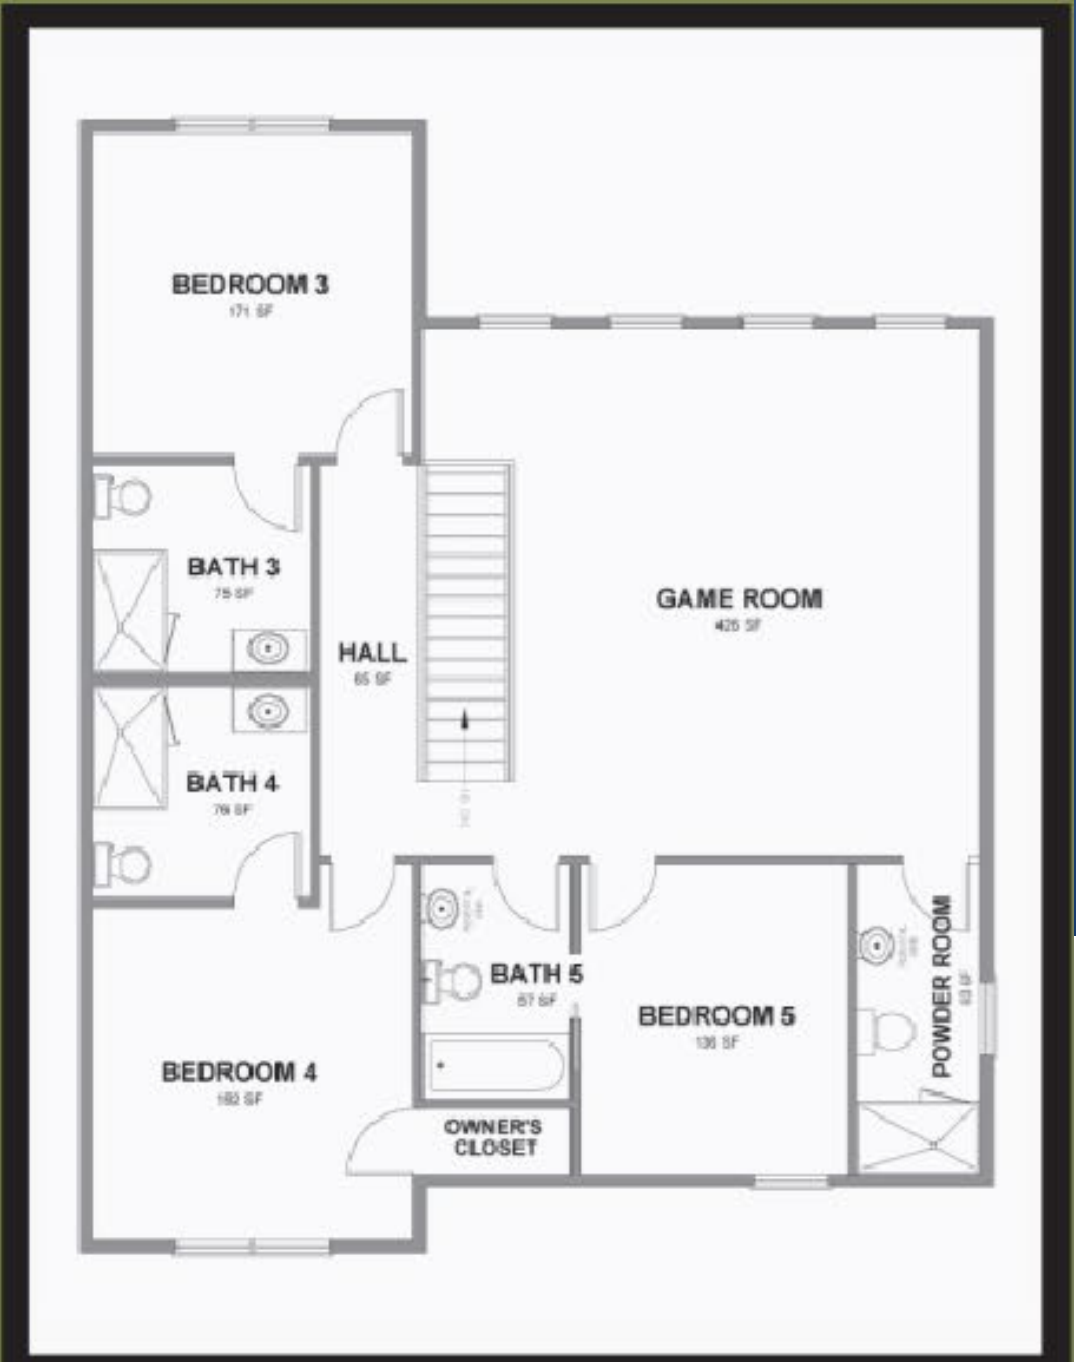 BEDROOM 3
171 SF
BATH 3
GAME ROOM
HALL
65 SF
BATH 4
BATH 5
57 SF
BEDROOM 5
136 SF
POWDER ROOM
BEDROOM 4
OWNER'S
CLOSET